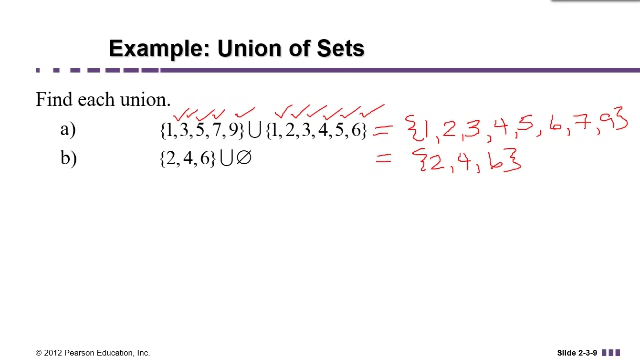 Example: Union of Sets
Find each union.
a) {1, 3, 5, 7, 9} ∪ {1, 2, 3, 4, 5, 6} = {1, 2, 3, 4, 5, 6, 7, 9}
b) {2, 4, 6} ∪ ∅ = {2, 4, 6}
© 2012 Pearson Education, Inc. Slide 2-3-9